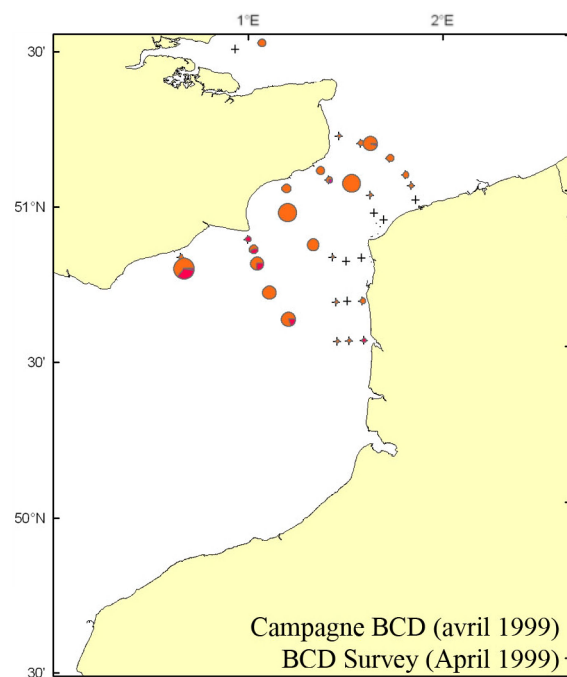 1°E 2°E
30'
51°N
30'
50°N
30'
Campagne BCD (avril 1999)
BCD Survey (April 1999)